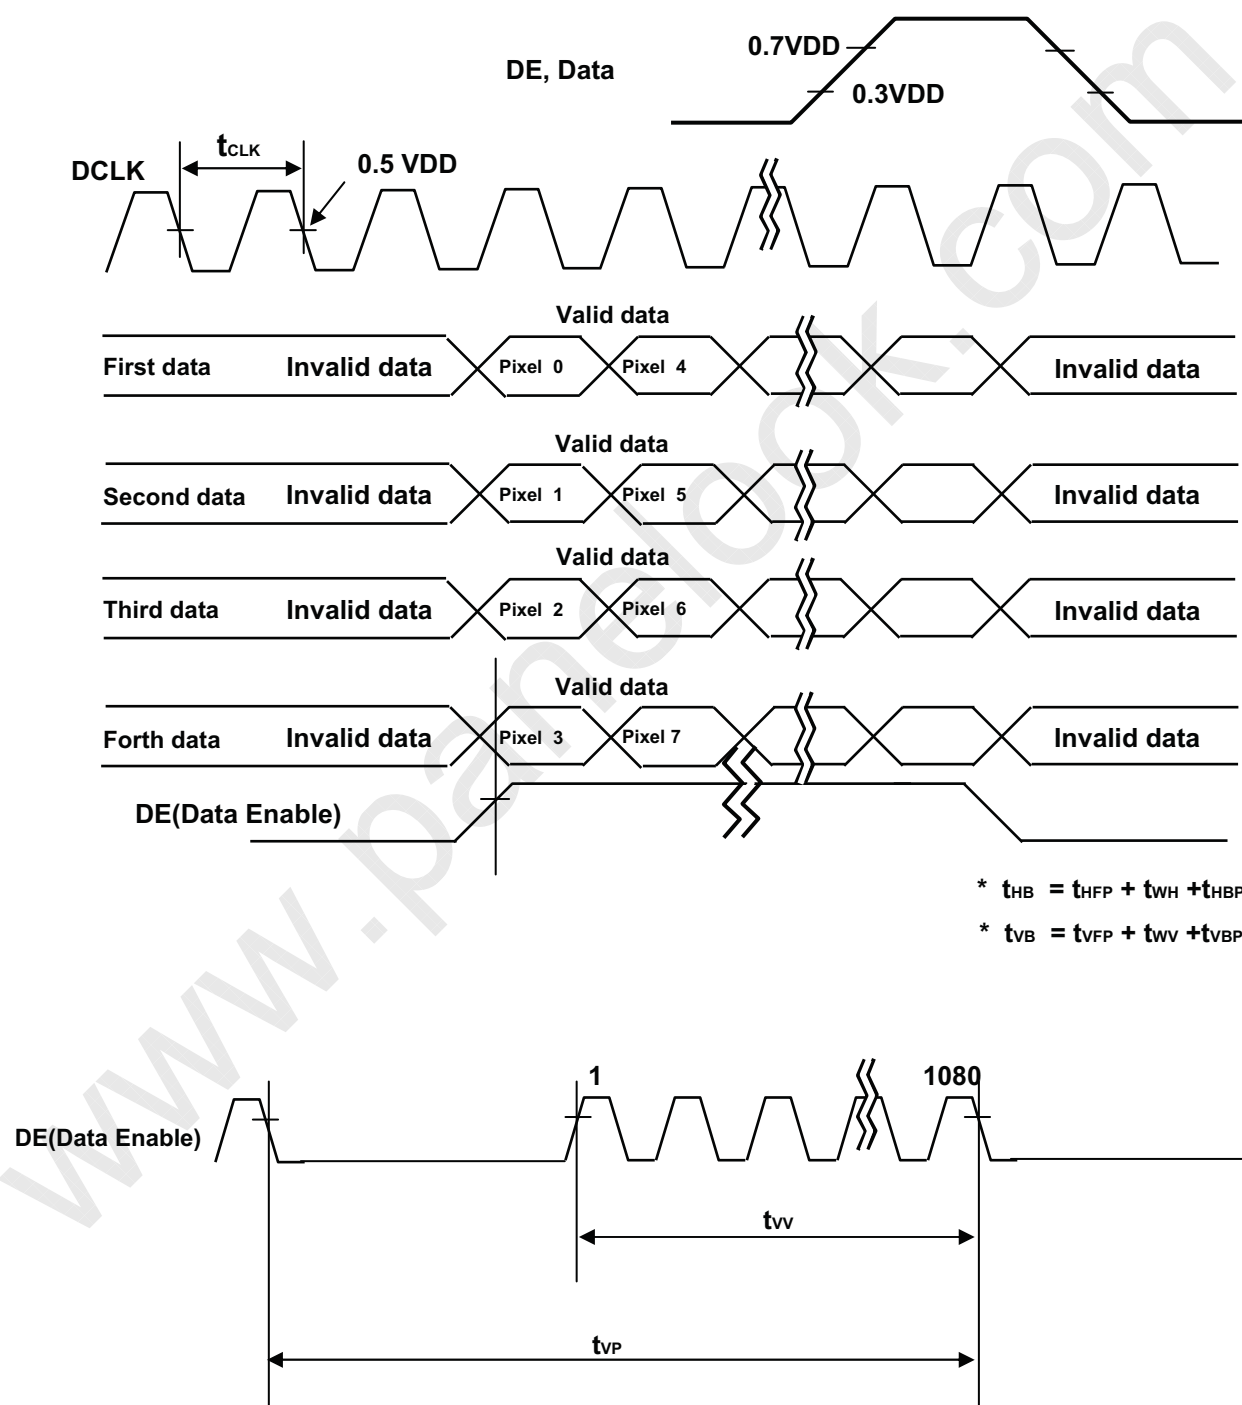 0.7VDD
DE, Data
0.3VDD
tCLK
DCLK
0.5 VDD
Valid data
First data Invalid data Pixel 0 Pixel 4 Invalid data
Valid data
Second data Invalid data Pixel 1 Pixel 5 Invalid data
Valid data
Third data Invalid data Pixel 2 Pixel 6 Invalid data
Valid data
Forth data Invalid data Pixel 3 Pixel 7 Invalid data
DE(Data Enable)
* tHB = tHFP + tWH +tHBP
* tVB = tVFP + tWV +tVBP
1 1080
DE(Data Enable)
tVV
tVP
www.panelook.com